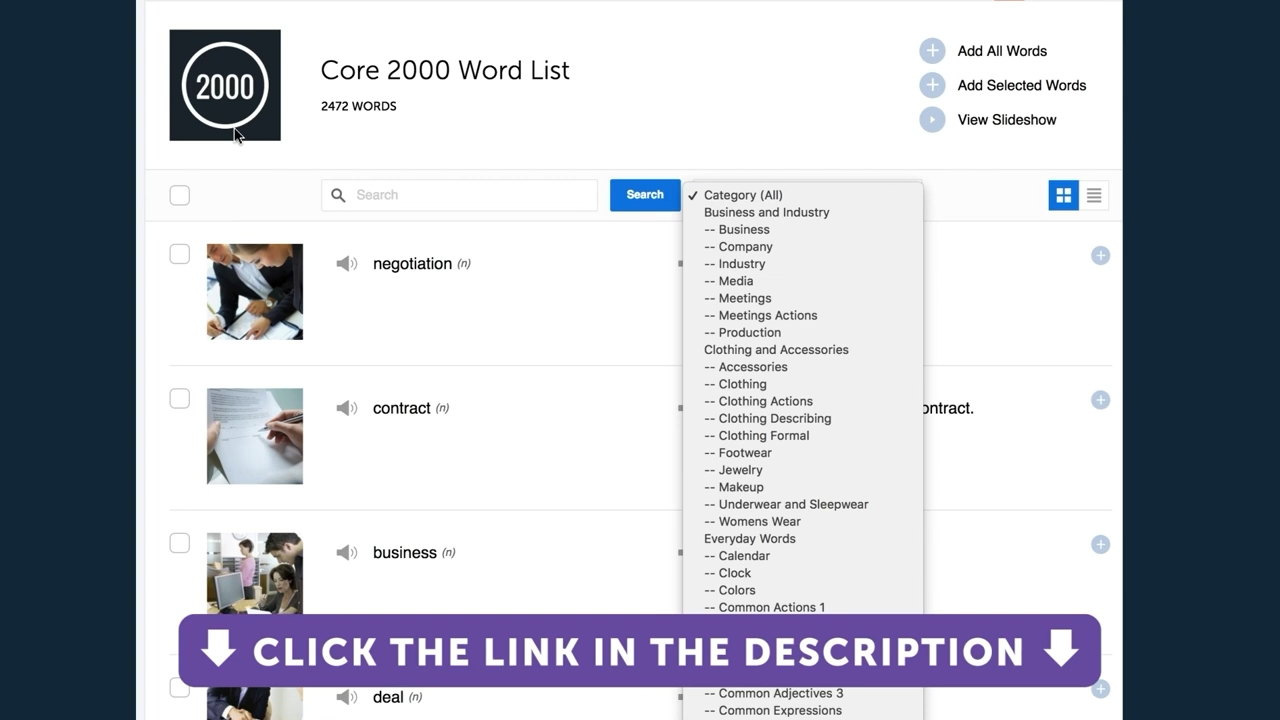 2000
Core 2000 Word List
2472 WORDS
Add All Words
Add Selected Words
View Slideshow
Search
Search
✓ Category (All)
Business and Industry
-- Business
-- Company
-- Industry
-- Media
-- Meetings
-- Meetings Actions
-- Production
Clothing and Accessories
-- Accessories
-- Clothing
-- Clothing Actions
-- Clothing Describing
-- Clothing Formal
-- Footwear
-- Jewelry
-- Makeup
-- Underwear and Sleepwear
-- Womens Wear
Everyday Words
-- Calendar
-- Clock
-- Colors
-- Common Actions 1
-- Common Adjectives 3
-- Common Expressions
negotiation (n)
contract (n)
ontract.
business (n)
deal (n)
CLICK THE LINK IN THE DESCRIPTION